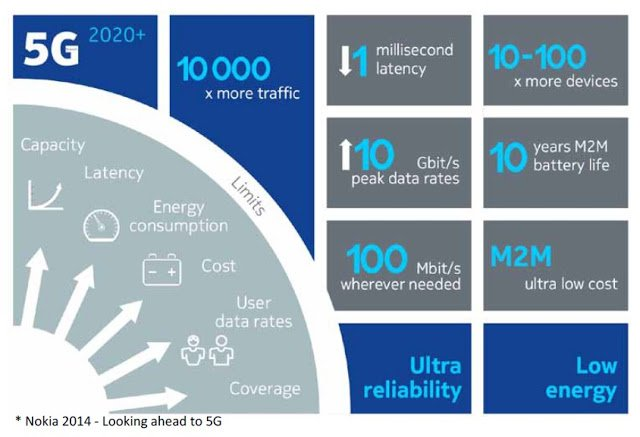 5G 2020+
10 000
x more traffic
1 millisecond
latency
10-100
x more devices
Capacity
Latency
Energy
consumption
Cost
User
data rates
Coverage
Limits
10 Gbit/s
peak data rates
10 years M2M
battery life
100 Mbit/s
wherever needed
M2M
ultra low cost
Ultra
reliability
Low
energy
* Nokia 2014 - Looking ahead to 5G